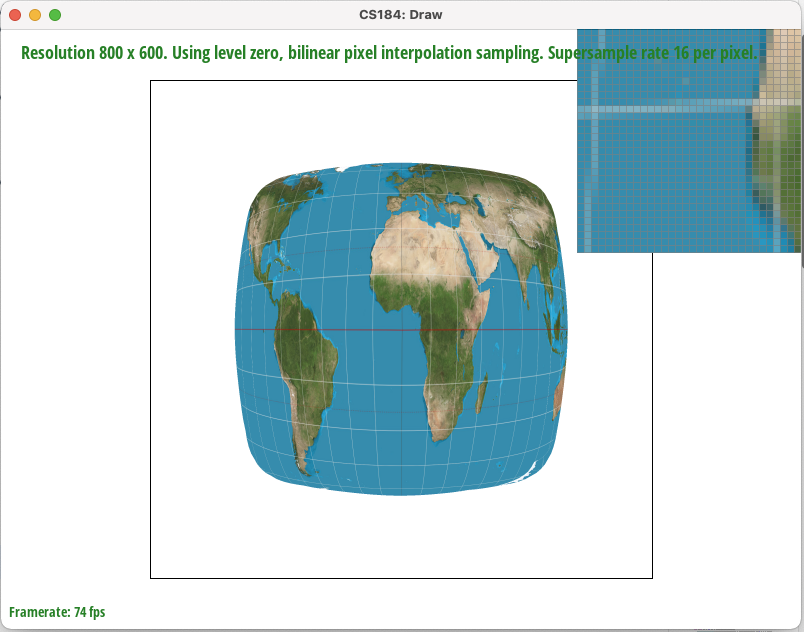 CS184: Draw
Resolution 800 x 600. Using level zero, bilinear pixel interpolation sampling. Supersample rate 16 per pixel.
Framerate: 74 fps